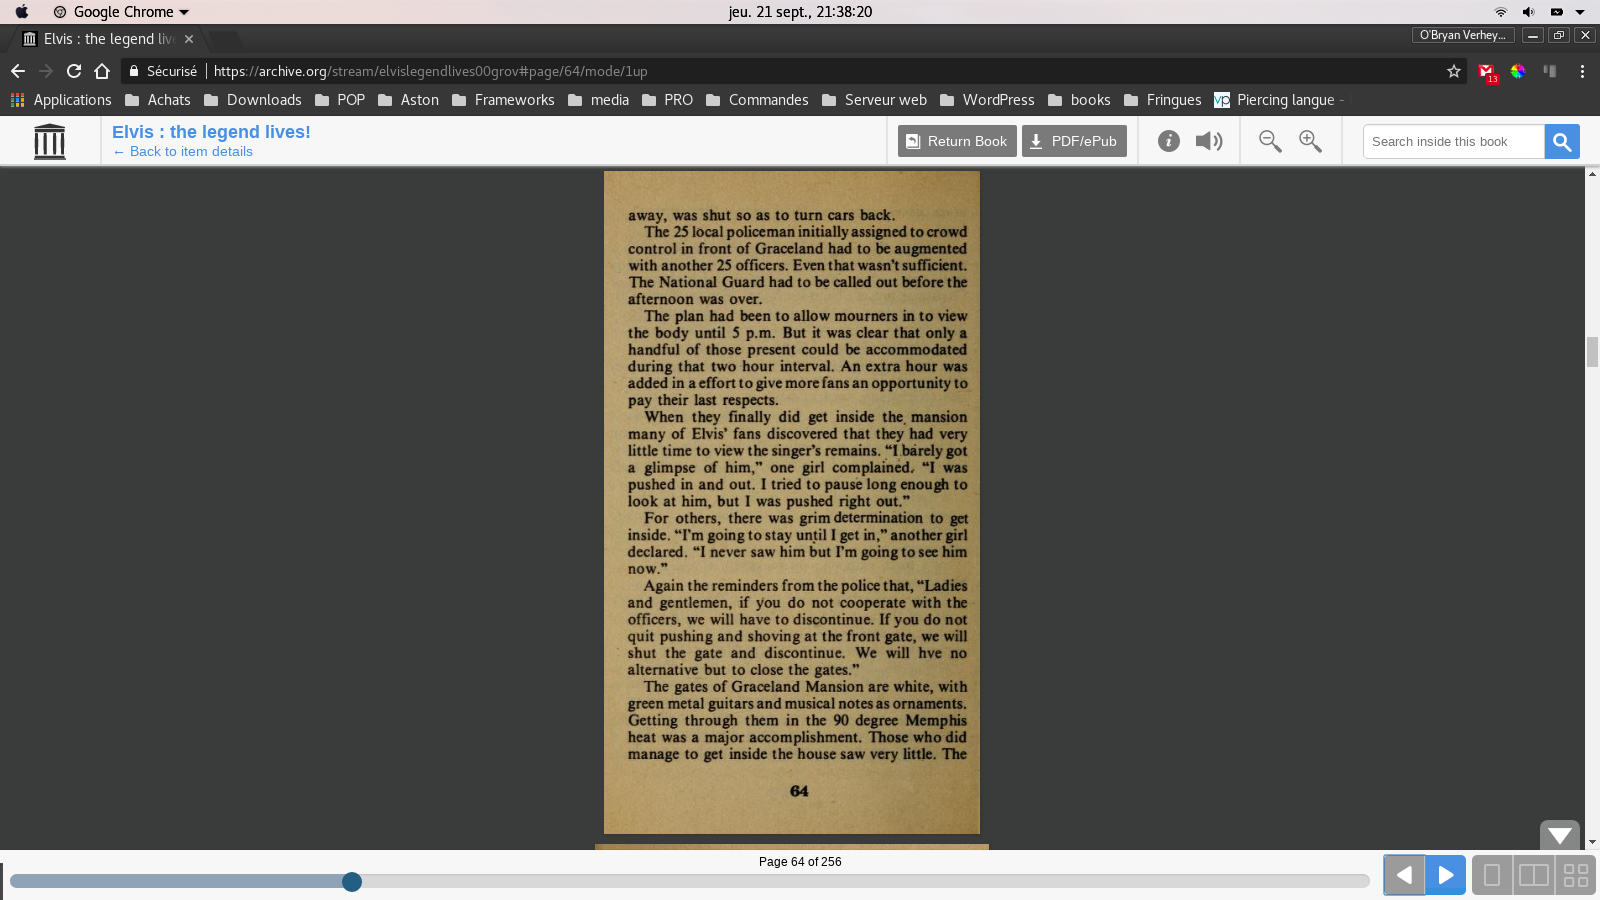 Google Chrome
jeu. 21 sept., 21:38:20
Elvis : the legend live
O'Bryan Verhey...
Sécurisé
https://archive.org/stream/elvislegendlives00grov#page/64/mode/1up
13
Applications
Achats
Downloads
POP
Aston
Frameworks
media
PRO
Commandes
Serveur web
WordPress
books
Fringues
vp
Piercing langue -
Elvis : the legend lives!
← Back to item details
Return Book
PDF/ePub
Search inside this book
away, was shut so as to turn cars back.
The 25 local policeman initially assigned to crowd
control in front of Graceland had to be augmented
with another 25 officers. Even that wasn't sufficient.
The National Guard had to be called out before the
afternoon was over.
The plan had been to allow mourners in to view
the body until 5 p.m. But it was clear that only a
handful of those present could be accommodated
during that two hour interval. An extra hour was
added in a effort to give more fans an opportunity to
pay their last respects.
When they finally did get inside the mansion
many of Elvis' fans discovered that they had very
little time to view the singer's remains. “I barely got
a glimpse of him,” one girl complained. “I was
pushed in and out. I tried to pause long enough to
look at him, but I was pushed right out.”
For others, there was grim determination to get
inside. “I'm going to stay until I get in,” another girl
declared. “I never saw him but I'm going to see him
now.”
Again the reminders from the police that, “Ladies
and gentlemen, if you do not cooperate with the
officers, we will have to discontinue. If you do not
quit pushing and shoving at the front gate, we will
shut the gate and discontinue. We will hve no
alternative but to close the gates.”
The gates of Graceland Mansion are white, with
green metal guitars and musical notes as ornaments.
Getting through them in the 90 degree Memphis
heat was a major accomplishment. Those who did
manage to get inside the house saw very little. The
64
Page 64 of 256